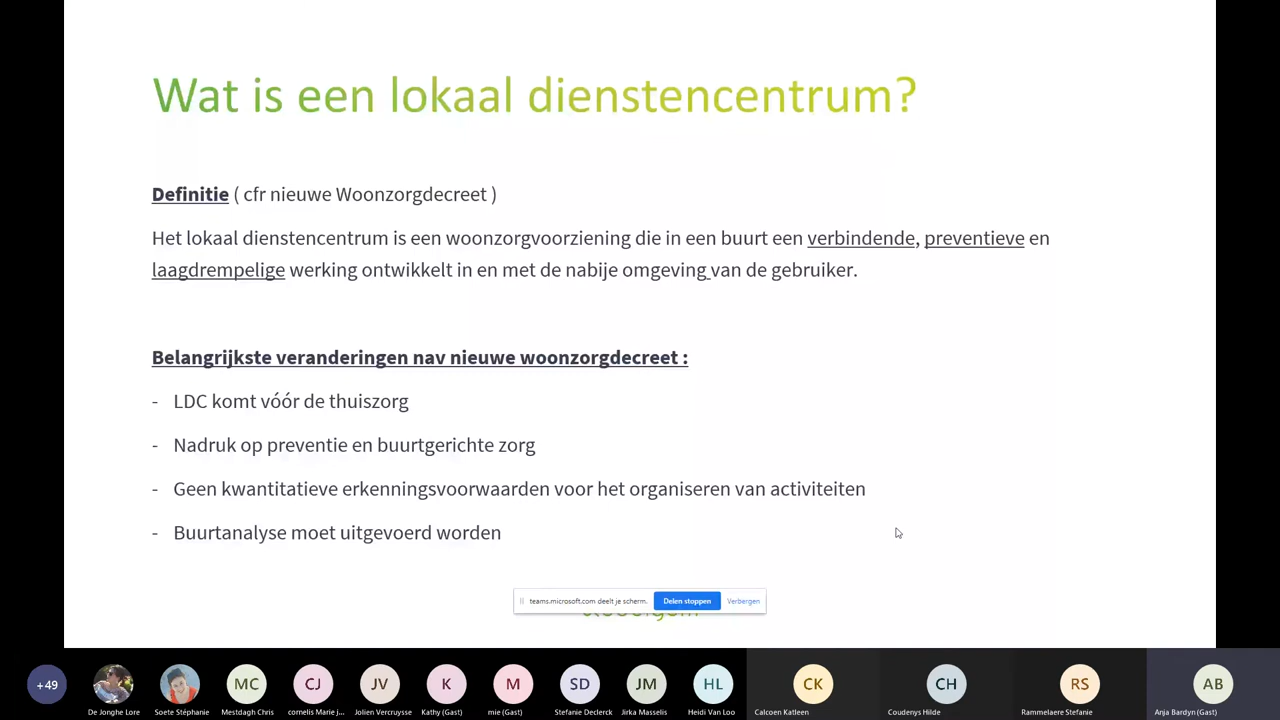 Wat is een lokaal dienstencentrum?
Definitie ( cfr nieuwe Woonzorgdecreet )
Het lokaal dienstencentrum is een woonzorgvoorziening die in een buurt een verbindende, preventieve en
laagdrempelige werking ontwikkelt in en met de nabije omgeving van de gebruiker.
Belangrijkste veranderingen nav nieuwe woonzorgdecreet :
- LDC komt vóór de thuiszorg
- Nadruk op preventie en buurtgerichte zorg
- Geen kwantitatieve erkenningsvoorwaarden voor het organiseren van activiteiten
- Buurtanalyse moet uitgevoerd worden
teams.microsoft.com deelt je scherm. Delen stoppen Verbergen
+49 MC CJ JV K M SD JM HL CK CH RS AB
De Jonghe Lore Soete Stéphanie Mestdagh Chris cornelis Marie j... Jolien Vercruysse Kathy (Gast) mie (Gast) Stefanie Declerck Jirka Masselis Heidi Van Loo Calcoen Katleen Coudenys Hilde Rammelaere Stefanie Anja Bardyn (Gast)